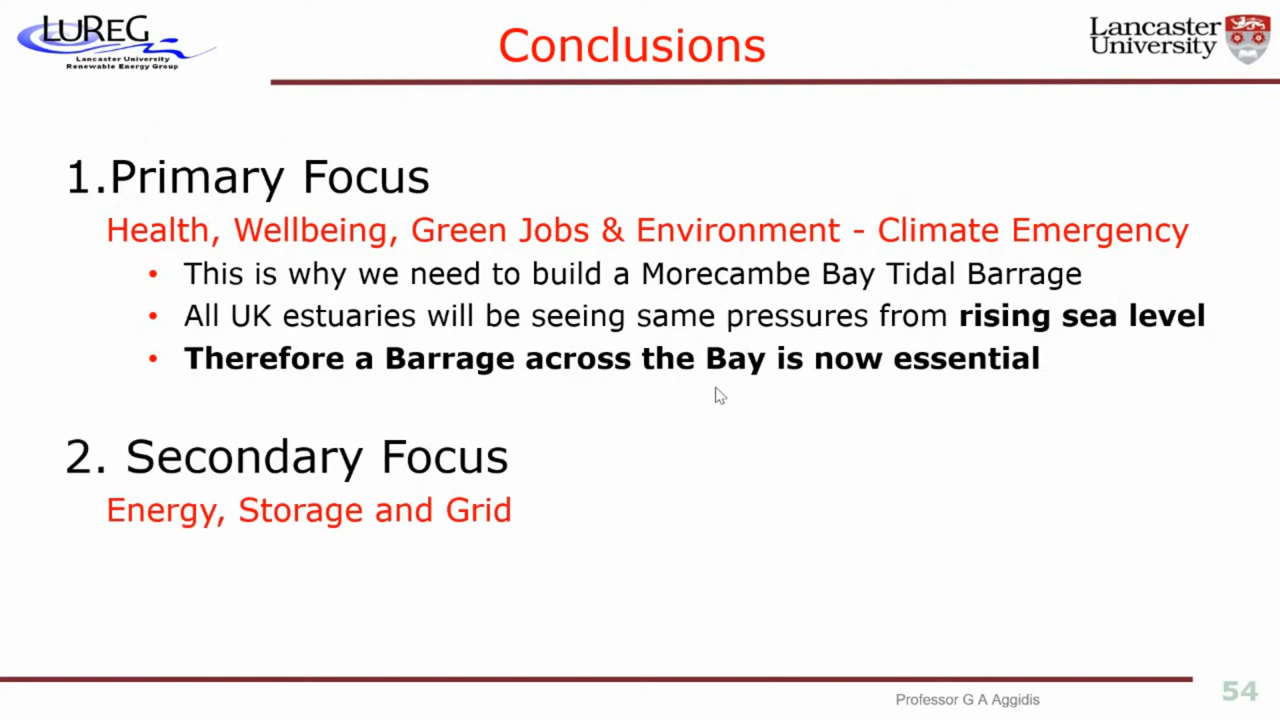 LUREG
Lancaster University
Renewable Energy Group
Conclusions
Lancaster
University
1.Primary Focus
Health, Wellbeing, Green Jobs & Environment - Climate Emergency
• This is why we need to build a Morecambe Bay Tidal Barrage
• All UK estuaries will be seeing same pressures from rising sea level
• Therefore a Barrage across the Bay is now essential
2. Secondary Focus
Energy, Storage and Grid
Professor G A Aggidis
54